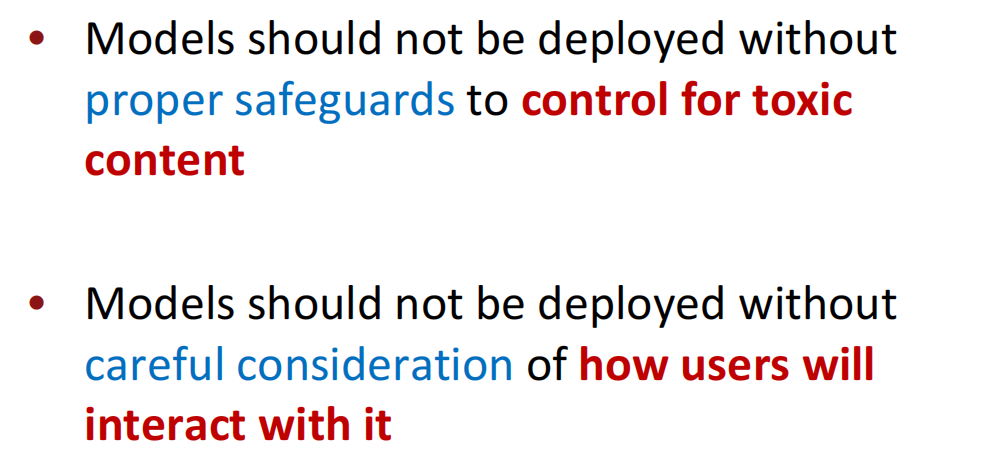 • Models should not be deployed without
proper safeguards to control for toxic
content
• Models should not be deployed without
careful consideration of how users will
interact with it